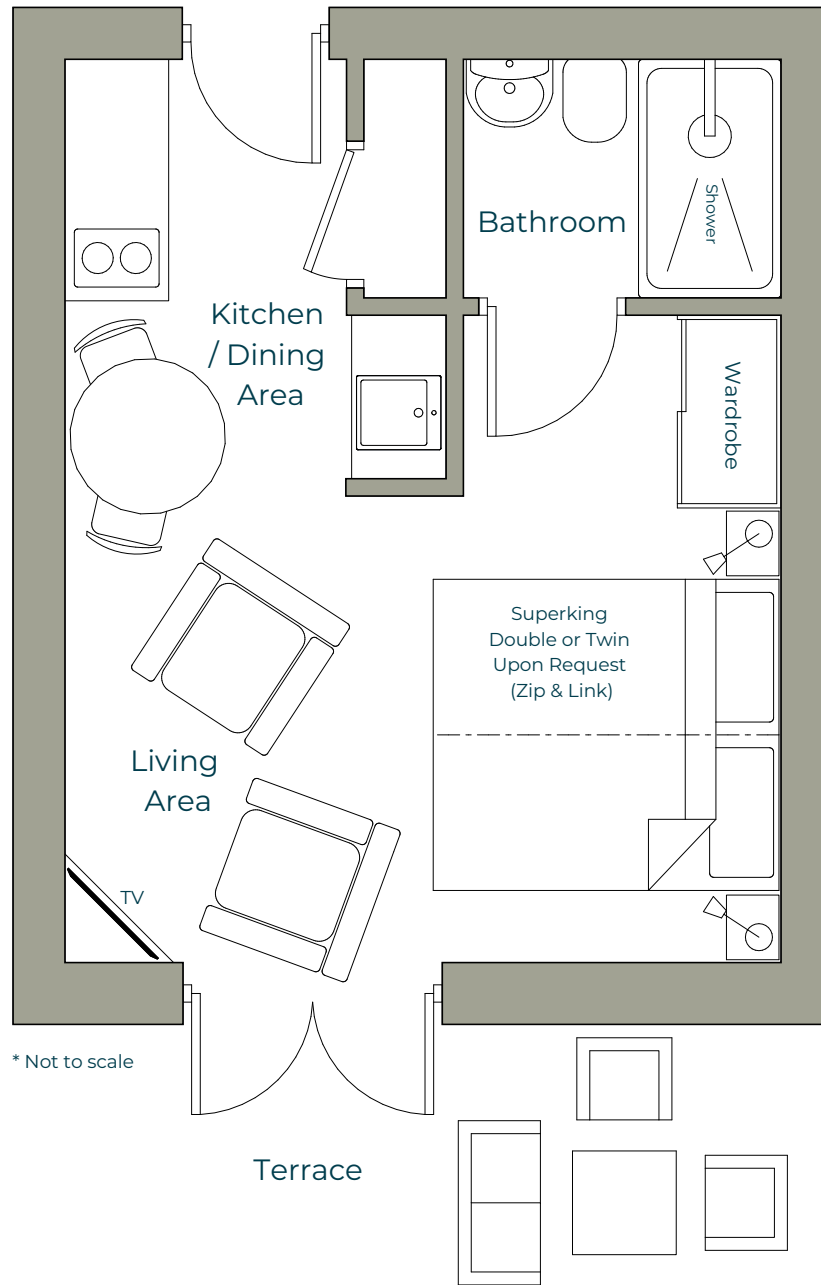 Bathroom
Shower
Kitchen
/ Dining
Area
Wardrobe
Superking
Double or Twin
Upon Request
(Zip & Link)
Living
Area
TV
* Not to scale
Terrace